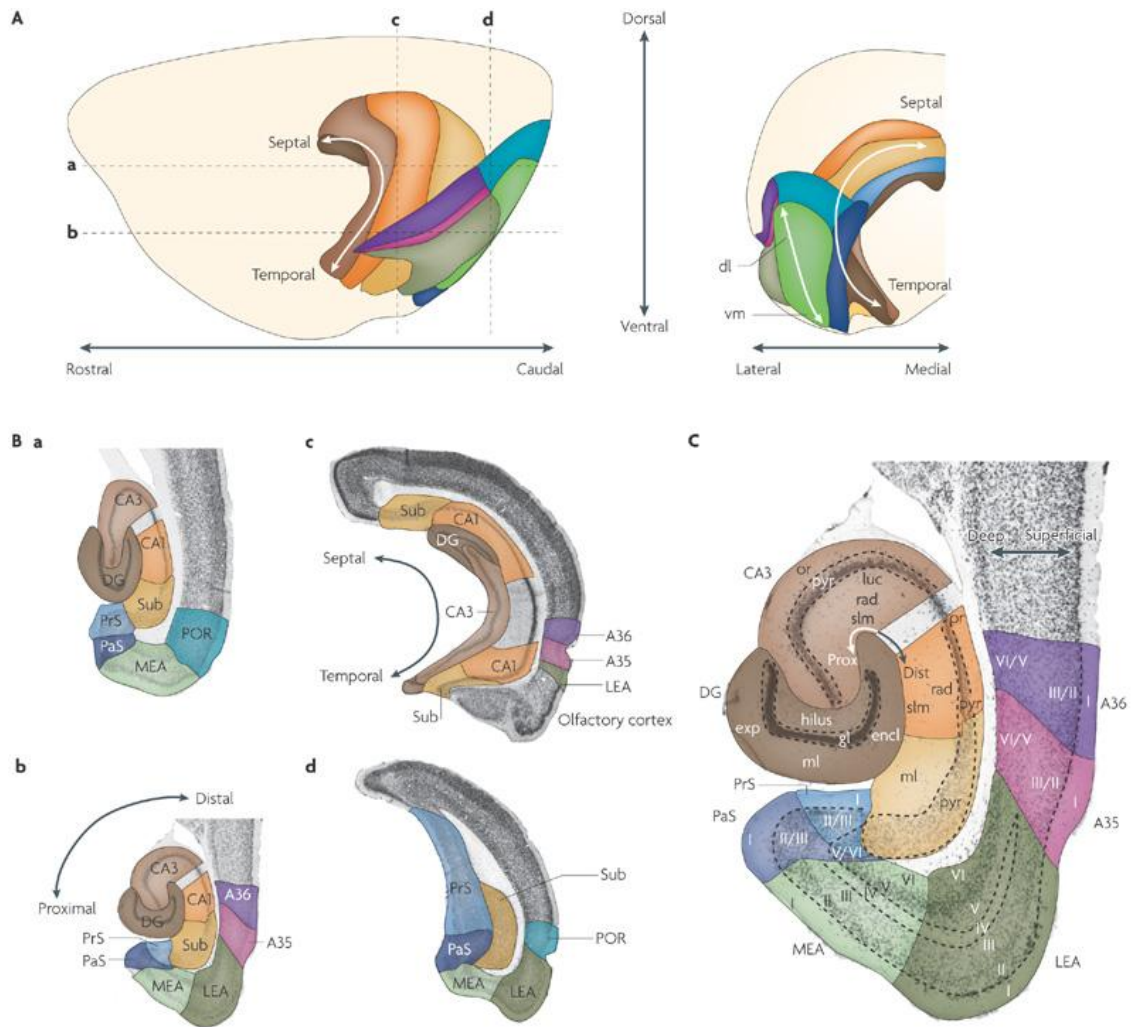 A
c
d
Dorsal
Septal
a
b
Temporal
Ventral
Rostral
Caudal
Septal
dl
Temporal
vm
Lateral
Medial
B a
CA3
CA1
DG
Sub
PrS
PaS
POR
MEA
c
Sub
CA1
DG
Septal
CA3
A36
A35
Temporal
CA1
LEA
Sub
Olfactory cortex
b
Distal
CA3
Proximal
CA1
A36
DG
PrS
Sub
A35
PaS
MEA
LEA
d
PrS
Sub
PaS
POR
MEA
LEA
C
Deep Superficial
CA3
or
pyr
luc
rad
slm
pr
Prox
Dist
rad
slm
pyr
VI/V
III/II
I
A36
DG
hilus
exp
gl
encl
ml
VI/V
III/II
I
A35
ml
pyr
PrS
I
II/III
PaS
I
II/III
V/VI
VI
V
IV
III
II
I
MEA
VI
V
IV
III
II
I
LEA